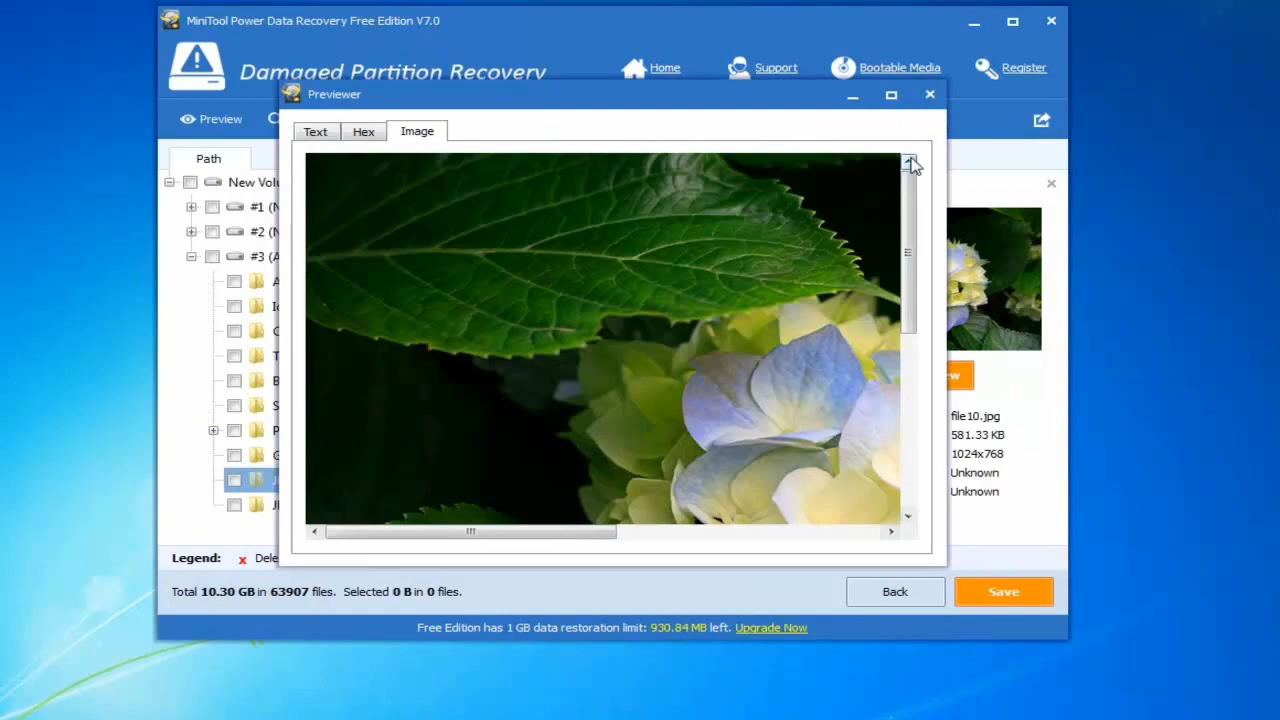 MiniTool Power Data Recovery Free Edition V7.0
Damaged Partition Recovery
Home
Support
Bootable Media
Register
Previewer
Preview
Text
Hex
Image
Path
New Volu
#1 (N
#2 (N
#3 (A
file10.jpg
581.33 KB
1024x768
Unknown
Unknown
Legend: x Dele
Total 10.30 GB in 63907 files. Selected 0 B in 0 files.
Back
Save
Free Edition has 1 GB data restoration limit: 930.84 MB left. Upgrade Now